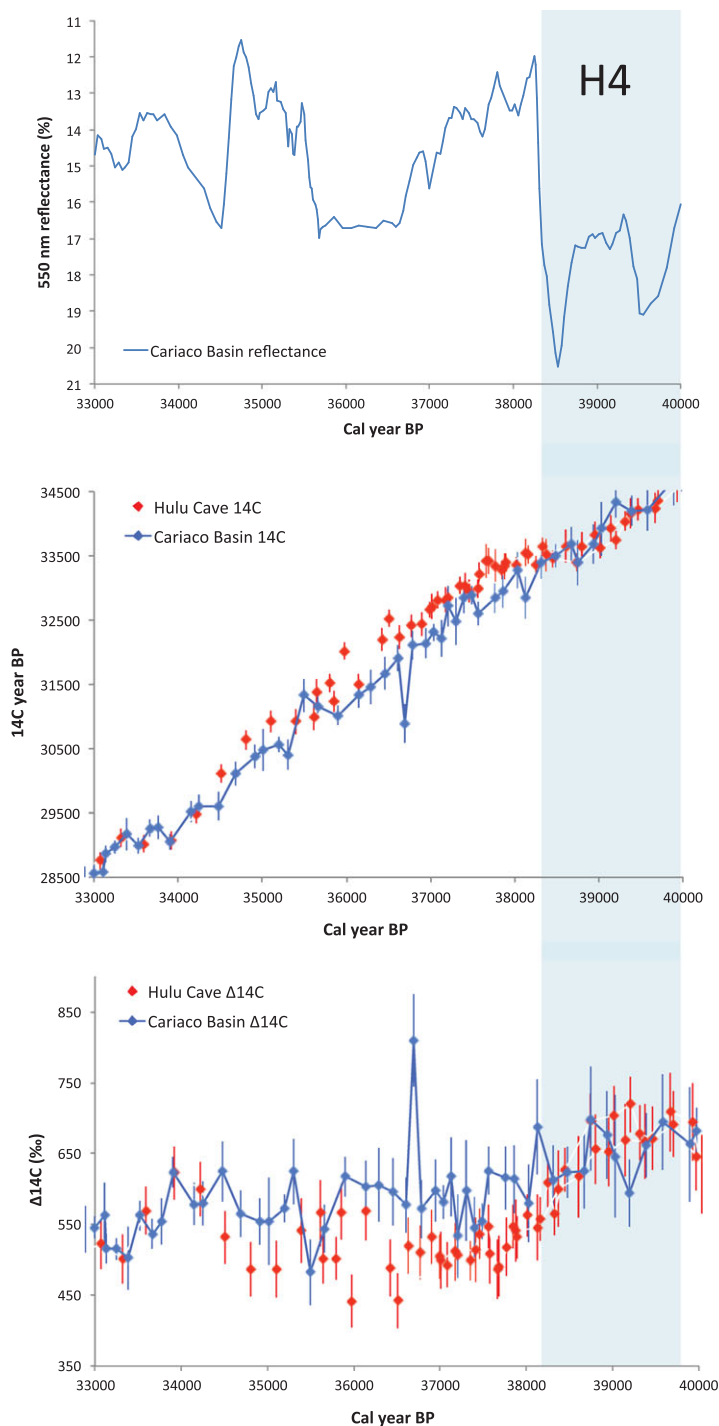 11
12
13
14
15
16
17
18
19
20
21
550 nm reflecctance (%)
H4
Cariaco Basin reflectance
33000 34000 35000 36000 37000 38000 39000 40000
Cal year BP
34500
33500
32500
31500
30500
29500
28500
14C year BP
Hulu Cave 14C
Cariaco Basin 14C
33000 34000 35000 36000 37000 38000 39000 40000
Cal year BP
850
750
650
550
450
350
Δ14C (‰)
Hulu Cave Δ14C
Cariaco Basin Δ14C
33000 34000 35000 36000 37000 38000 39000 40000
Cal year BP